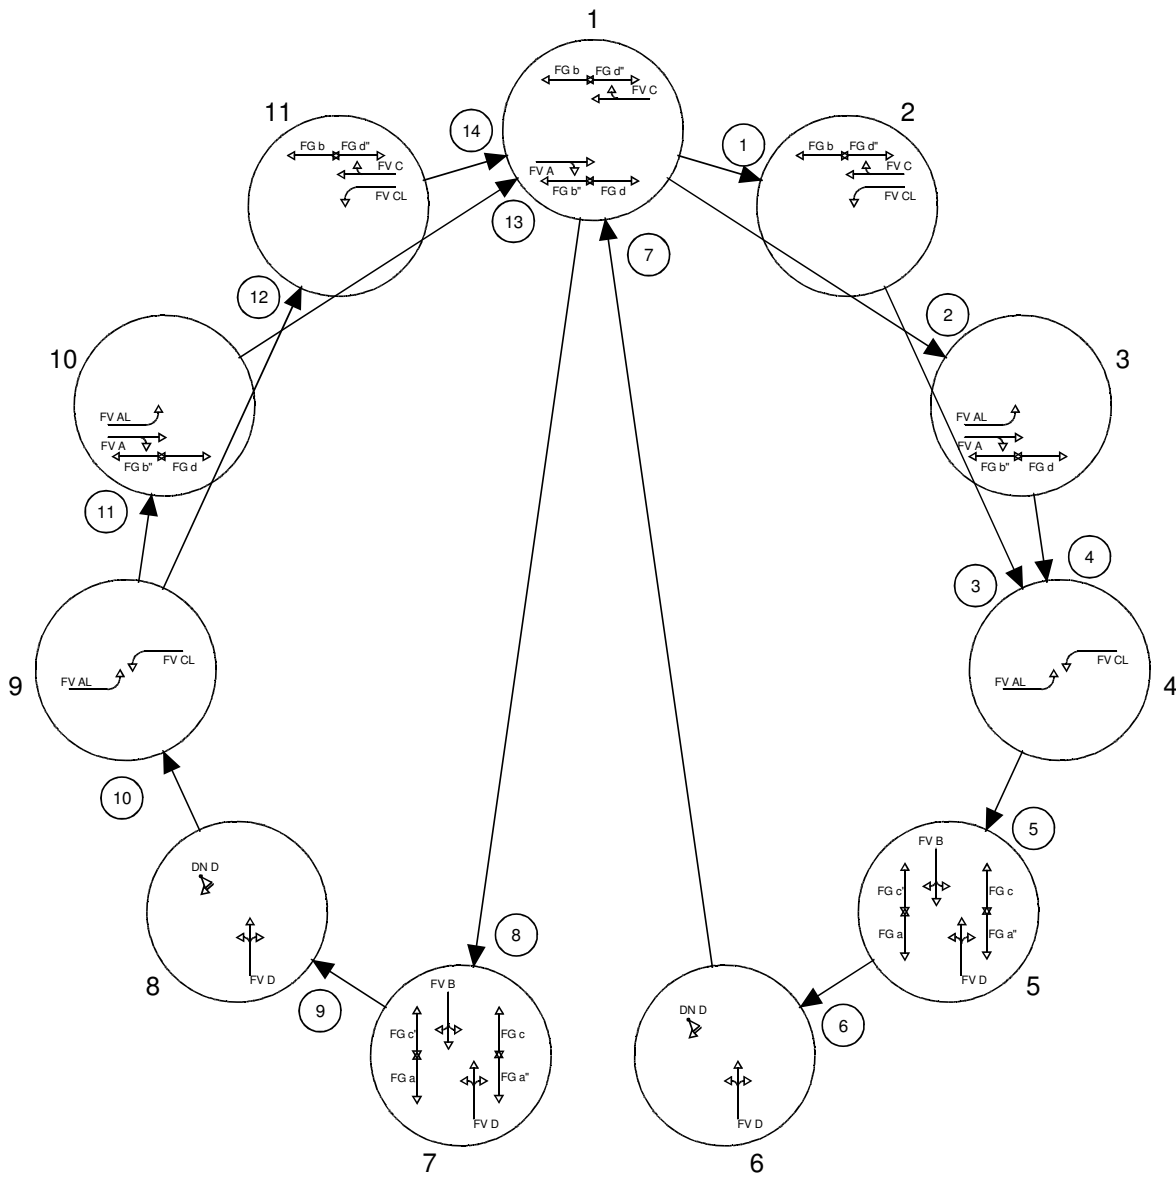 1
FG b FG d"
FV C
FV A
FG b" FG d
11
FG b FG d"
FV C
FV CL
14
13
1
7
2
FG b FG d"
FV C
FV CL
12
2
10
FV AL
FV A
FG b" FG d
11
3
FV AL
FV A
FG b" FG d
4
3
9
FV AL
FV CL
4
FV AL
FV CL
10
5
8
DN D
FV D
9
8
5
FV B
FG c'
FG c
FG a
FG a"
FV D
6
7
FV B
FG c'
FG c
FG a
FG a"
FV D
6
DN D
FV D